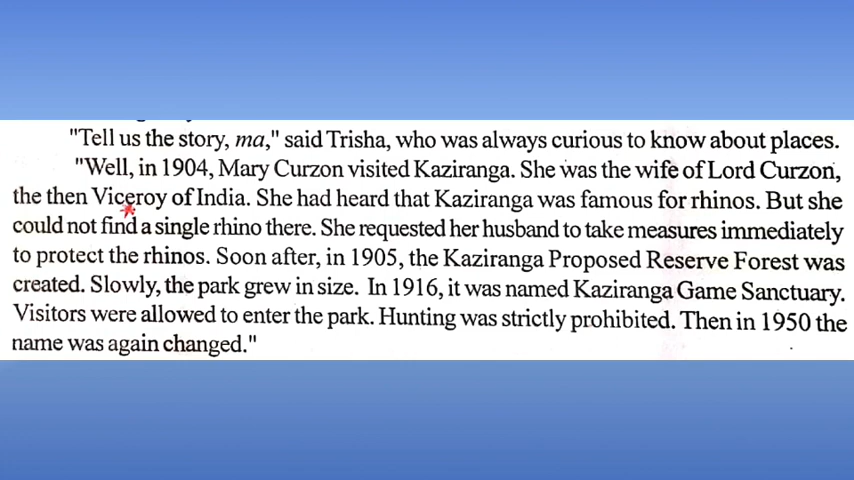 "Tell us the story, ma," said Trisha, who was always curious to know about places.
"Well, in 1904, Mary Curzon visited Kaziranga. She was the wife of Lord Curzon,
the then Viceroy of India. She had heard that Kaziranga was famous for rhinos. But she
could not find a single rhino there. She requested her husband to take measures immediately
to protect the rhinos. Soon after, in 1905, the Kaziranga Proposed Reserve Forest was
created. Slowly, the park grew in size. In 1916, it was named Kaziranga Game Sanctuary.
Visitors were allowed to enter the park. Hunting was strictly prohibited. Then in 1950 the
name was again changed."